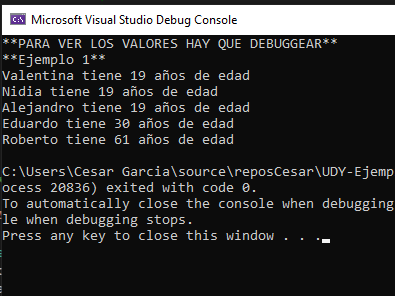 Microsoft Visual Studio Debug Console
**PARA VER LOS VALORES HAY QUE DEBUGGEAR**
**Ejemplo 1**
Valentina tiene 19 años de edad
Nidia tiene 19 años de edad
Alejandro tiene 19 años de edad
Eduardo tiene 30 años de edad
Roberto tiene 61 años de edad
C:\Users\Cesar Garcia\source\reposCesar\UDY-Ejemp
ocess 20836) exited with code 0.
To automatically close the console when debugging
le when debugging stops.
Press any key to close this window . . .